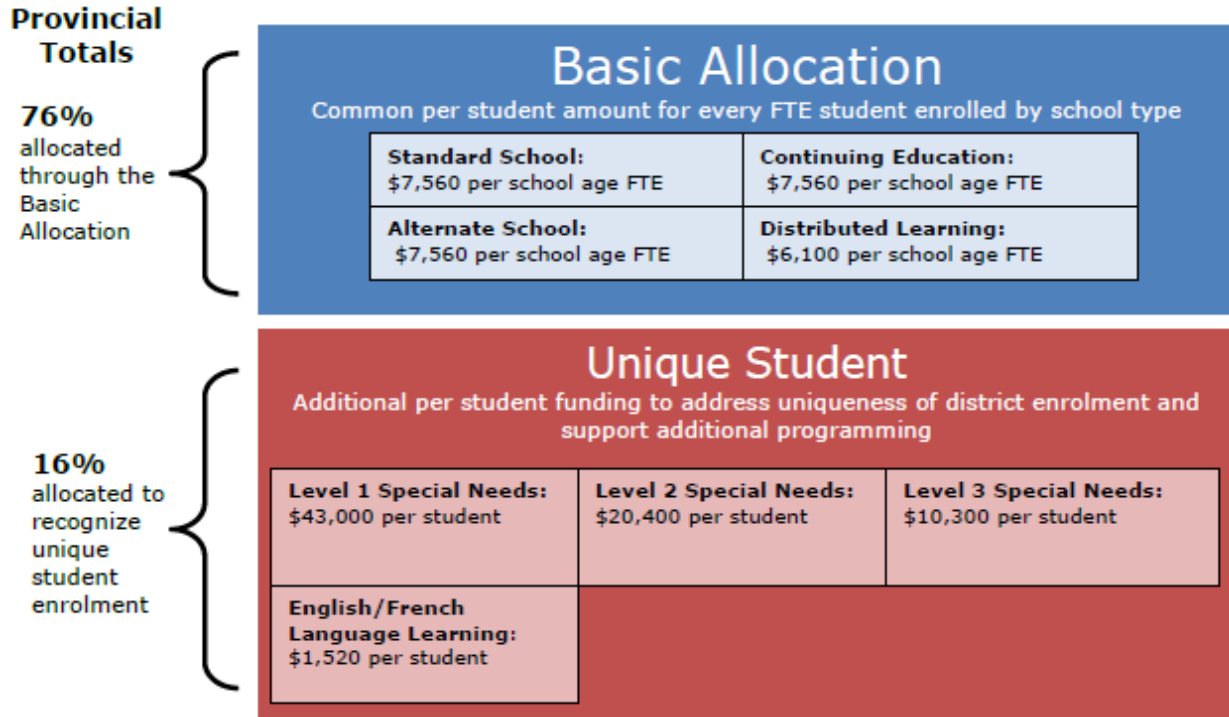 Provincial
Totals
76%
allocated
through the
Basic
Allocation
Basic Allocation
Common per student amount for every FTE student enrolled by school type
Standard School:
$7,560 per school age FTE
Continuing Education:
$7,560 per school age FTE
Alternate School:
$7,560 per school age FTE
Distributed Learning:
$6,100 per school age FTE
16%
allocated to
recognize
unique
student
enrolment
Unique Student
Additional per student funding to address uniqueness of district enrolment and
support additional programming
Level 1 Special Needs:
$43,000 per student
Level 2 Special Needs:
$20,400 per student
Level 3 Special Needs:
$10,300 per student
English/French
Language Learning:
$1,520 per student